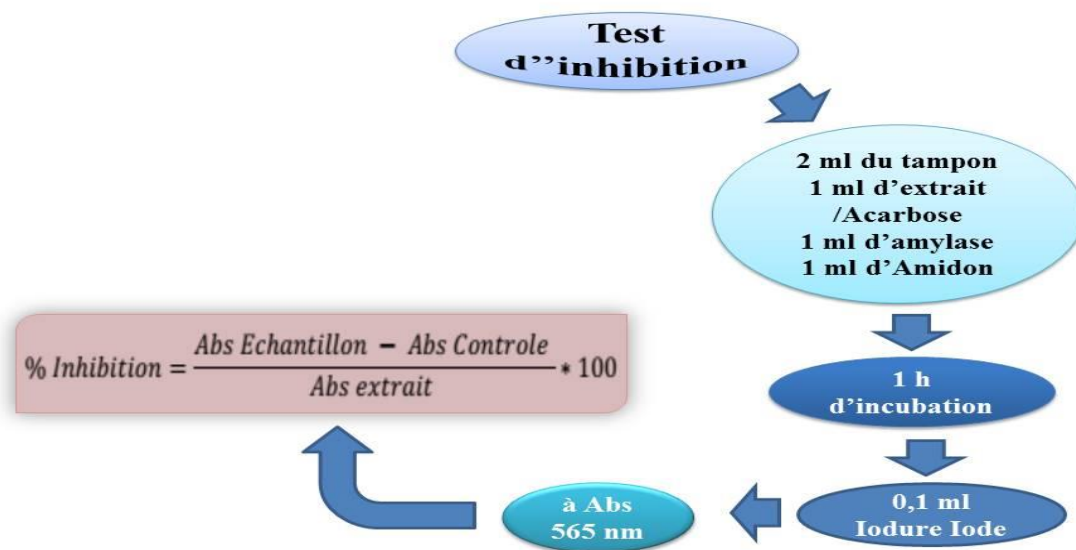 Test
d’’inhibition
2 ml du tampon
1 ml d’extrait
/Acarbose
1 ml d’amylase
1 ml d’Amidon
1 h
d’incubation
0,1 ml
Iodure Iode
à Abs
565 nm
% Inhibition = (Abs Echantillon − Abs Controle) / Abs extrait * 100